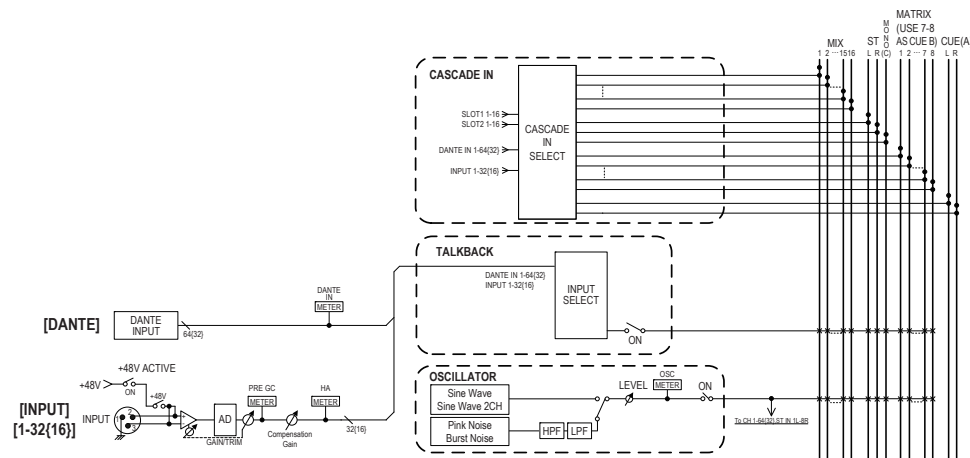 MATRIX
(USE 7-8
AS CUE B)
CUE(A
MIX
ST
MONO(C)
1 2 ··· 15 16
L R
1 2 ··· 7 8
L R
CASCADE IN
SLOT1 1-16
SLOT2 1-16
DANTE IN 1-64{32}
INPUT 1-32{16}
CASCADE
IN
SELECT
TALKBACK
DANTE IN 1-64{32}
INPUT 1-32{16}
INPUT
SELECT
ON
DANTE
IN
METER
[DANTE]
DANTE
INPUT
64{32}
+48V ACTIVE
+48V
ON
+48V
[INPUT]
[1-32{16}]
INPUT
1
2
3
+
-
AD
GAIN/TRIM
PRE GC
METER
Compensation
Gain
HA
METER
32{16}
OSCILLATOR
Sine Wave
Sine Wave 2CH
Pink Noise
Burst Noise
HPF
LPF
LEVEL
OSC
METER
ON
To CH 1-64{32},ST IN 1L-8R